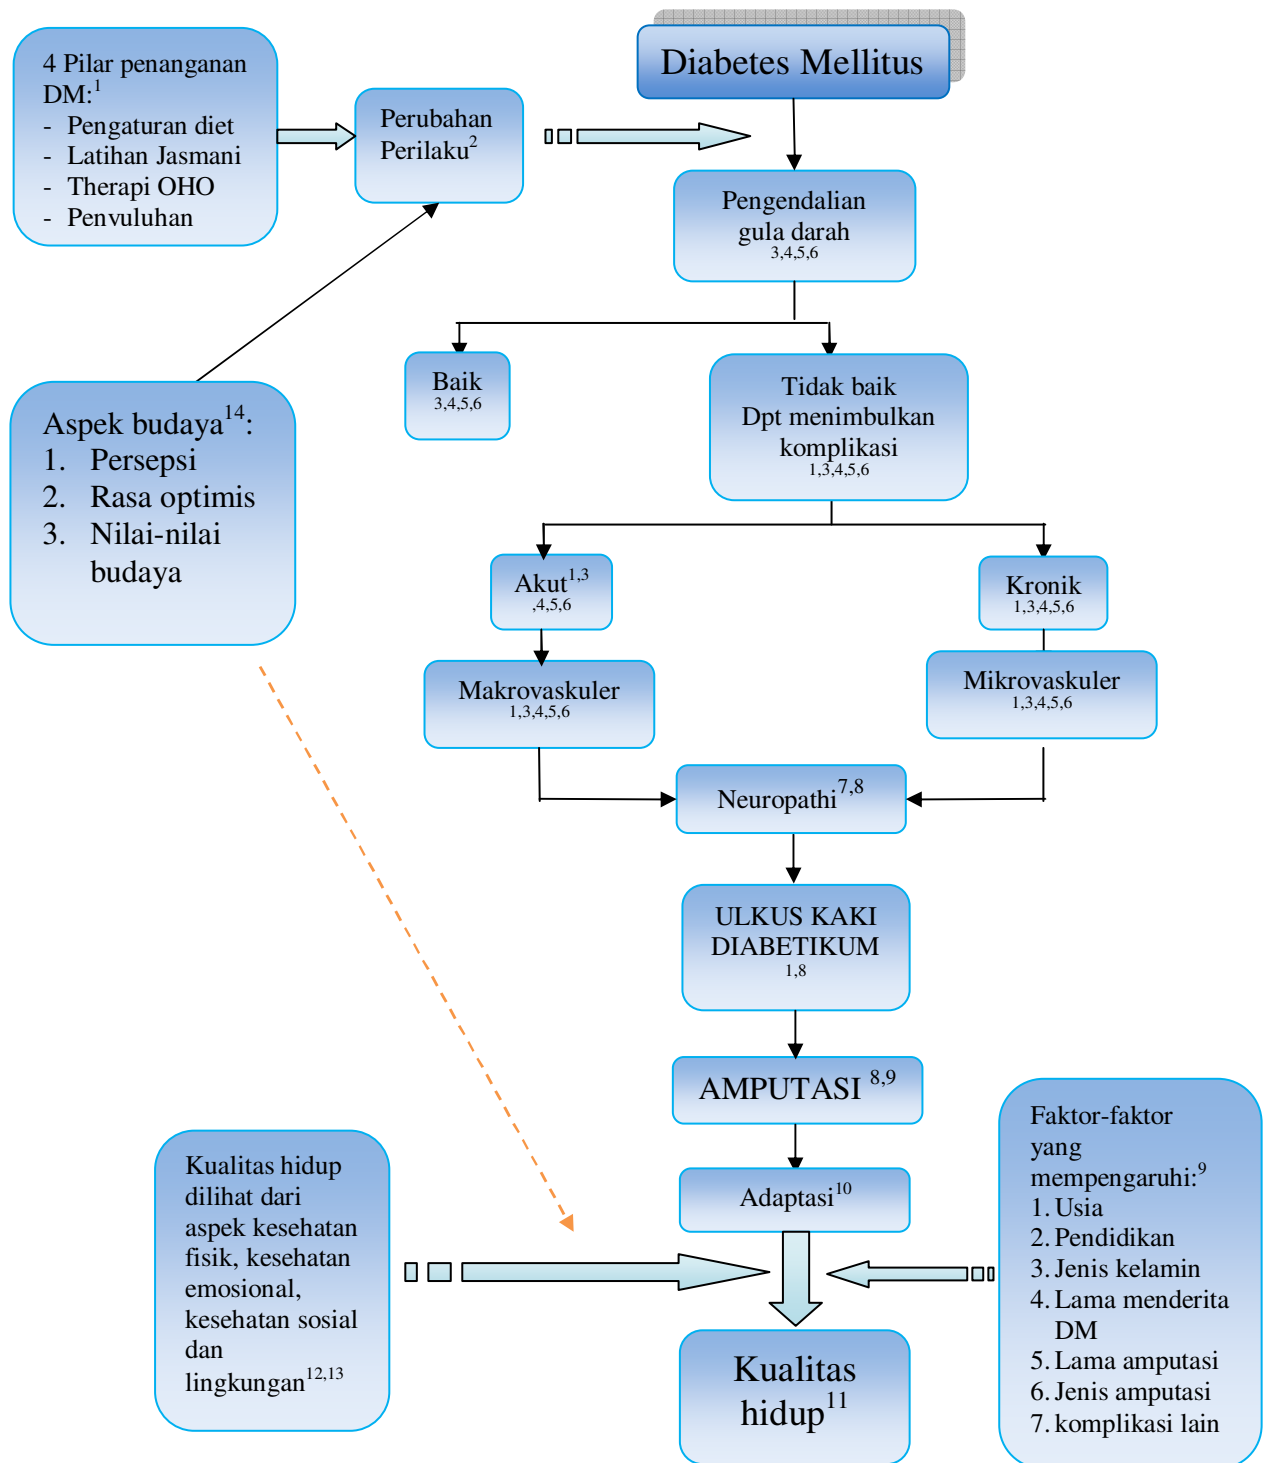 4 Pilar penanganan
DM:1
- Pengaturan diet
- Latihan Jasmani
- Therapi OHO
- Penvuluhan
Perubahan
Perilaku2
Diabetes Mellitus
Pengendalian
gula darah
3,4,5,6
Baik
3,4,5,6
Tidak baik
Dpt menimbulkan
komplikasi
1,3,4,5,6
Aspek budaya14:
1. Persepsi
2. Rasa optimis
3. Nilai-nilai
budaya
Akut1,3
,4,5,6
Kronik
1,3,4,5,6
Makrovaskuler
1,3,4,5,6
Mikrovaskuler
1,3,4,5,6
Neuropathi7,8
ULKUS KAKI
DIABETIKUM
1,8
AMPUTASI 8,9
Adaptasi10
Kualitas hidup
dilihat dari
aspek kesehatan
fisik, kesehatan
emosional,
kesehatan sosial
dan
lingkungan12,13
Faktor-faktor
yang
mempengaruhi:9
1. Usia
2. Pendidikan
3. Jenis kelamin
4. Lama menderita
DM
5. Lama amputasi
6. Jenis amputasi
7. komplikasi lain
Kualitas
hidup11